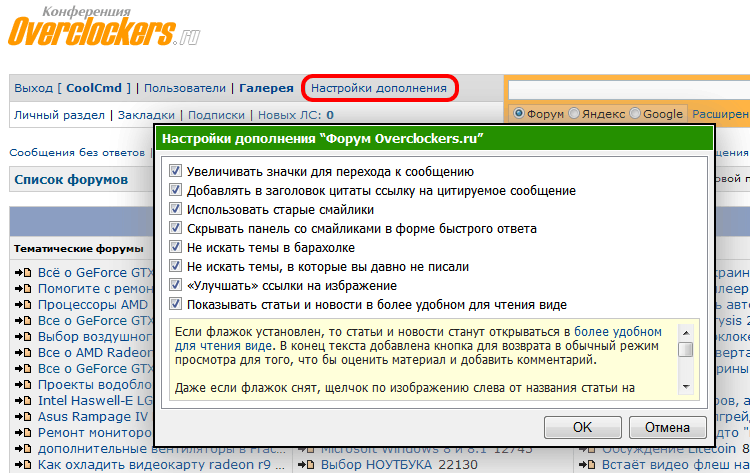 Конференция
Overclockers.ru
Выход [ CoolCmd ] | Пользователи | Галерея Настройки дополнения
Личный раздел | Закладки | Подписки | Новых ЛС: 0
Форум Яндекс Google Расширен
Сообщения без ответов |
Список форумов
Настройки дополнения "Форум Overclockers.ru"
Увеличивать значки для перехода к сообщению
Добавлять в заголовок цитаты ссылку на цитируемое сообщение
Использовать старые смайлики
Скрывать панель со смайликами в форме быстрого ответа
Не искать темы в барахолке
Не искать темы, в которые вы давно не писали
«Улучшать» ссылки на избражение
Показывать статьи и новости в более удобном для чтения виде
Если флажок установлен, то статьи и новости станут открываться в более удобном
для чтения виде. В конец текста добавлена кнопка для возврата в обычный режим
просмотра для того, что бы оценить материал и добавить комментарий.
Даже если флажок снят, щелчок по изображению слева от названия статьи на
OK Отмена
Тематические форумы
Всё о GeForce GTX
Помогите с ремон
Процессоры AMD
Все о GeForce GTX
Выбор воздушного
Все о AMD Radeon
Все о GeForce GTX
Проекты водобло
Intel Haswell-E LG
Asus Rampage IV
Ремонт мониторо
дополнительные вентиляторы в Frac
Как охладить видеокарту radeon r9
Microsoft Windows 8 и 8.1 12745
Выбор НОУТБУКА 22130
Обсуждение Litecoin 8
Встаёт видео флеш п